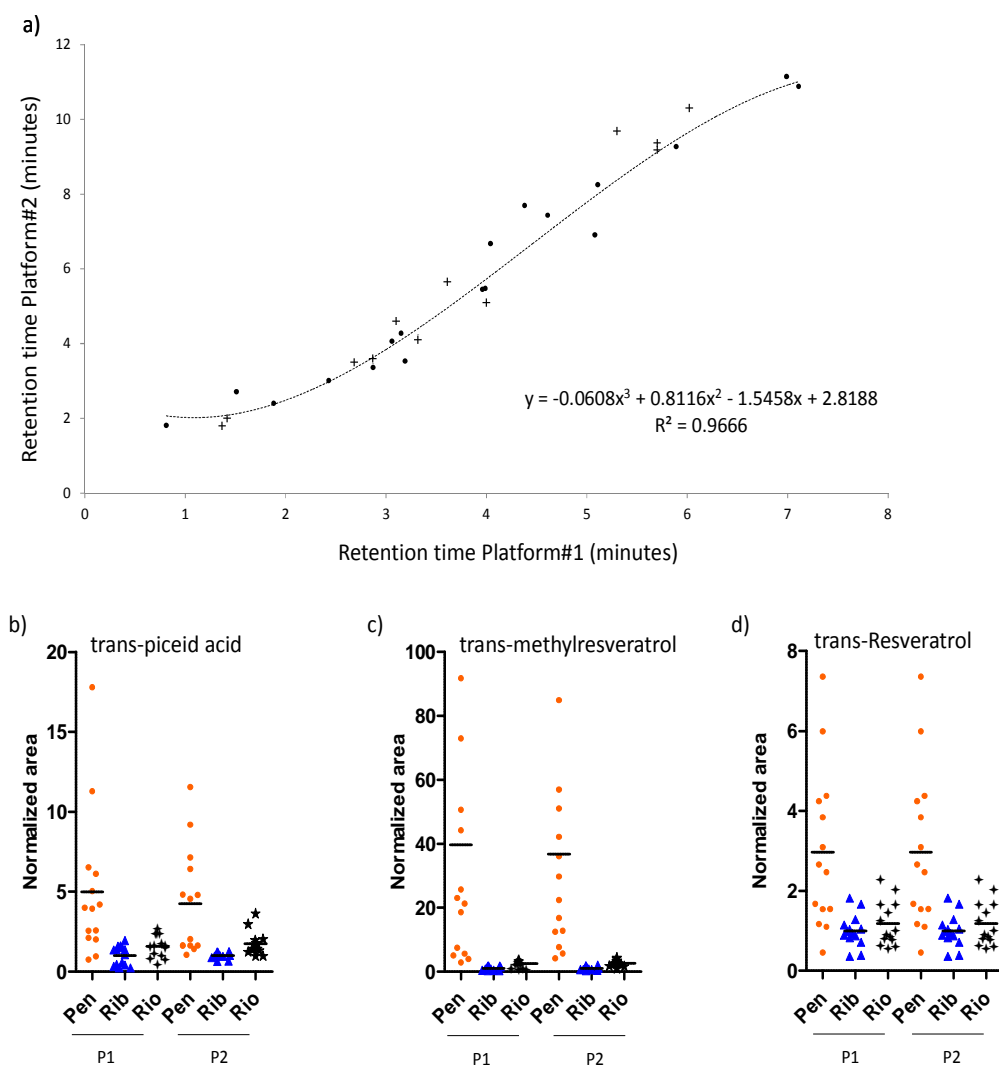 a)
12
10
8
6
4
2
0
Retention time Platform#2 (minutes)
y = -0.0608x³ + 0.8116x² - 1.5458x + 2.8188
R² = 0.9666
0 1 2 3 4 5 6 7 8
Retention time Platform#1 (minutes)
b)
trans-piceid acid
20
15
10
5
0
Normalized area
Pen Rib Rio Pen Rib Rio
P1 P2
c)
trans-methylresveratrol
100
80
60
40
20
0
Normalized area
Pen Rib Rio Pen Rib Rio
P1 P2
d)
trans-Resveratrol
8
6
4
2
0
Normalized area
Pen Rib Rio Pen Rib Rio
P1 P2